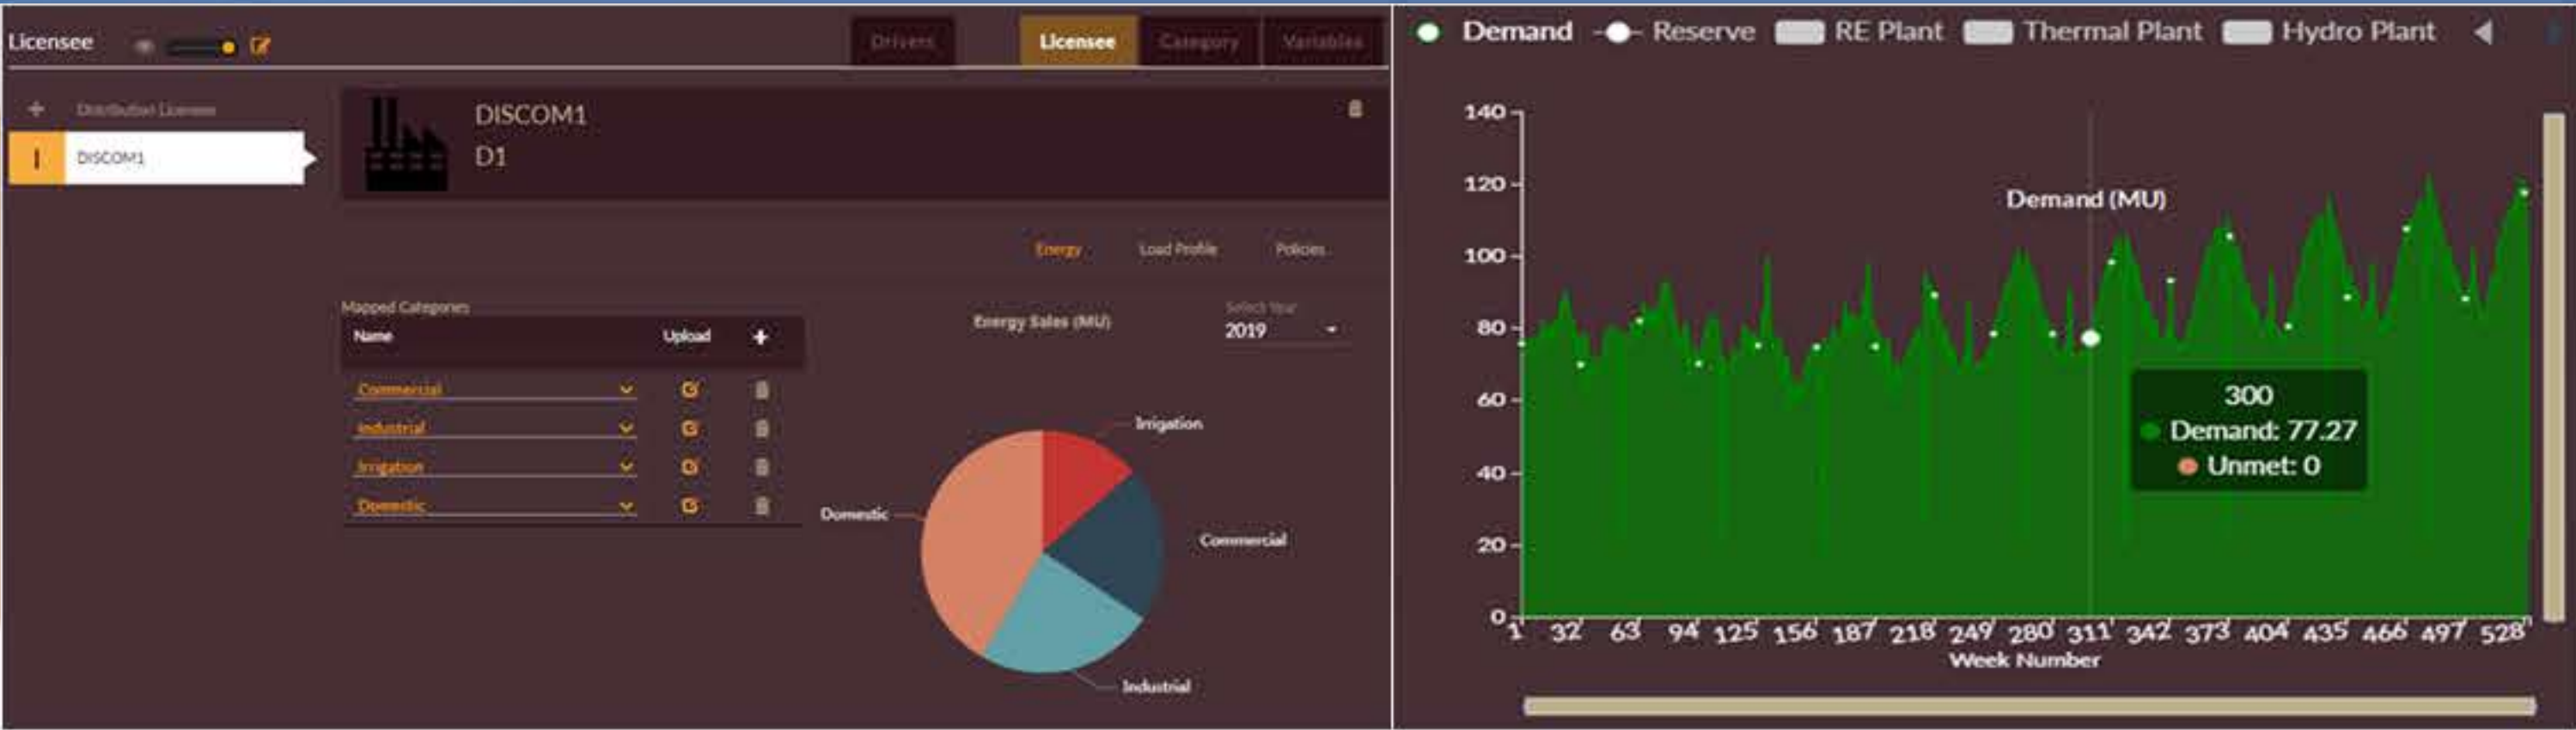 Licensee
Drivers
Licensee
Category
Variables
+ Distribution Licensee
DISCOM1
DISCOM1
D1
Energy
Load Profile
Policies
Mapped Categories
Name
Upload
+
Commercial
Industrial
Irrigation
Domestic
Energy Sales (MU)
Select Year
2019
Irrigation
Commercial
Industrial
Domestic
Demand
Reserve
RE Plant
Thermal Plant
Hydro Plant
Demand (MU)
140
120
100
80
60
40
20
0
300
Demand: 77.27
Unmet: 0
1 32 63 94 125 156 187 218 249 280 311 342 373 404 435 466 497 528
Week Number